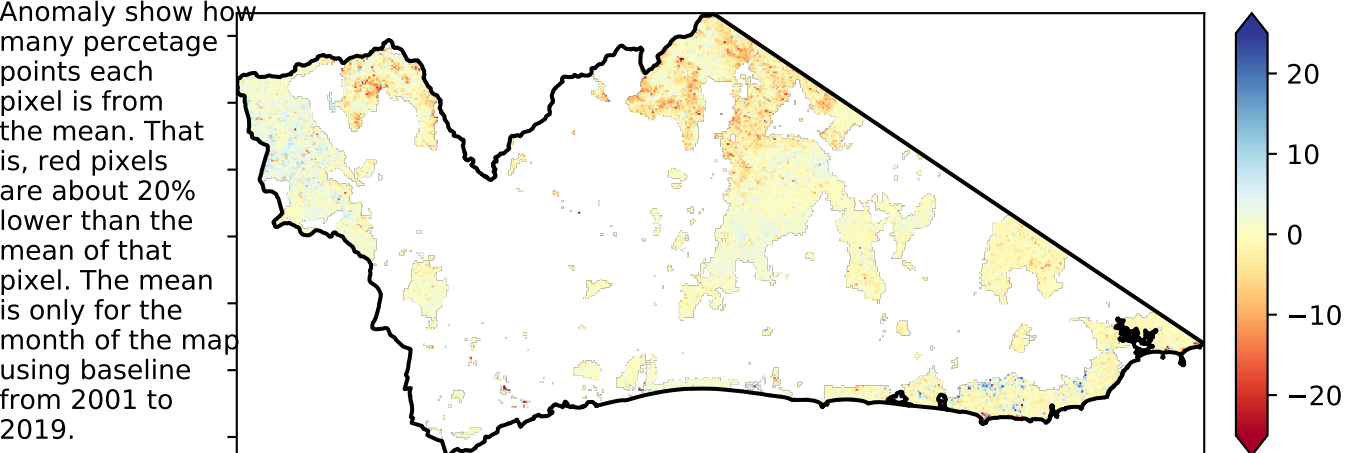 Anomaly show how
many percetage
points each
pixel is from
the mean. That
is, red pixels
are about 20%
lower than the
mean of that
pixel. The mean
is only for the
month of the map
using baseline
from 2001 to
2019.
20
10
0
−10
−20